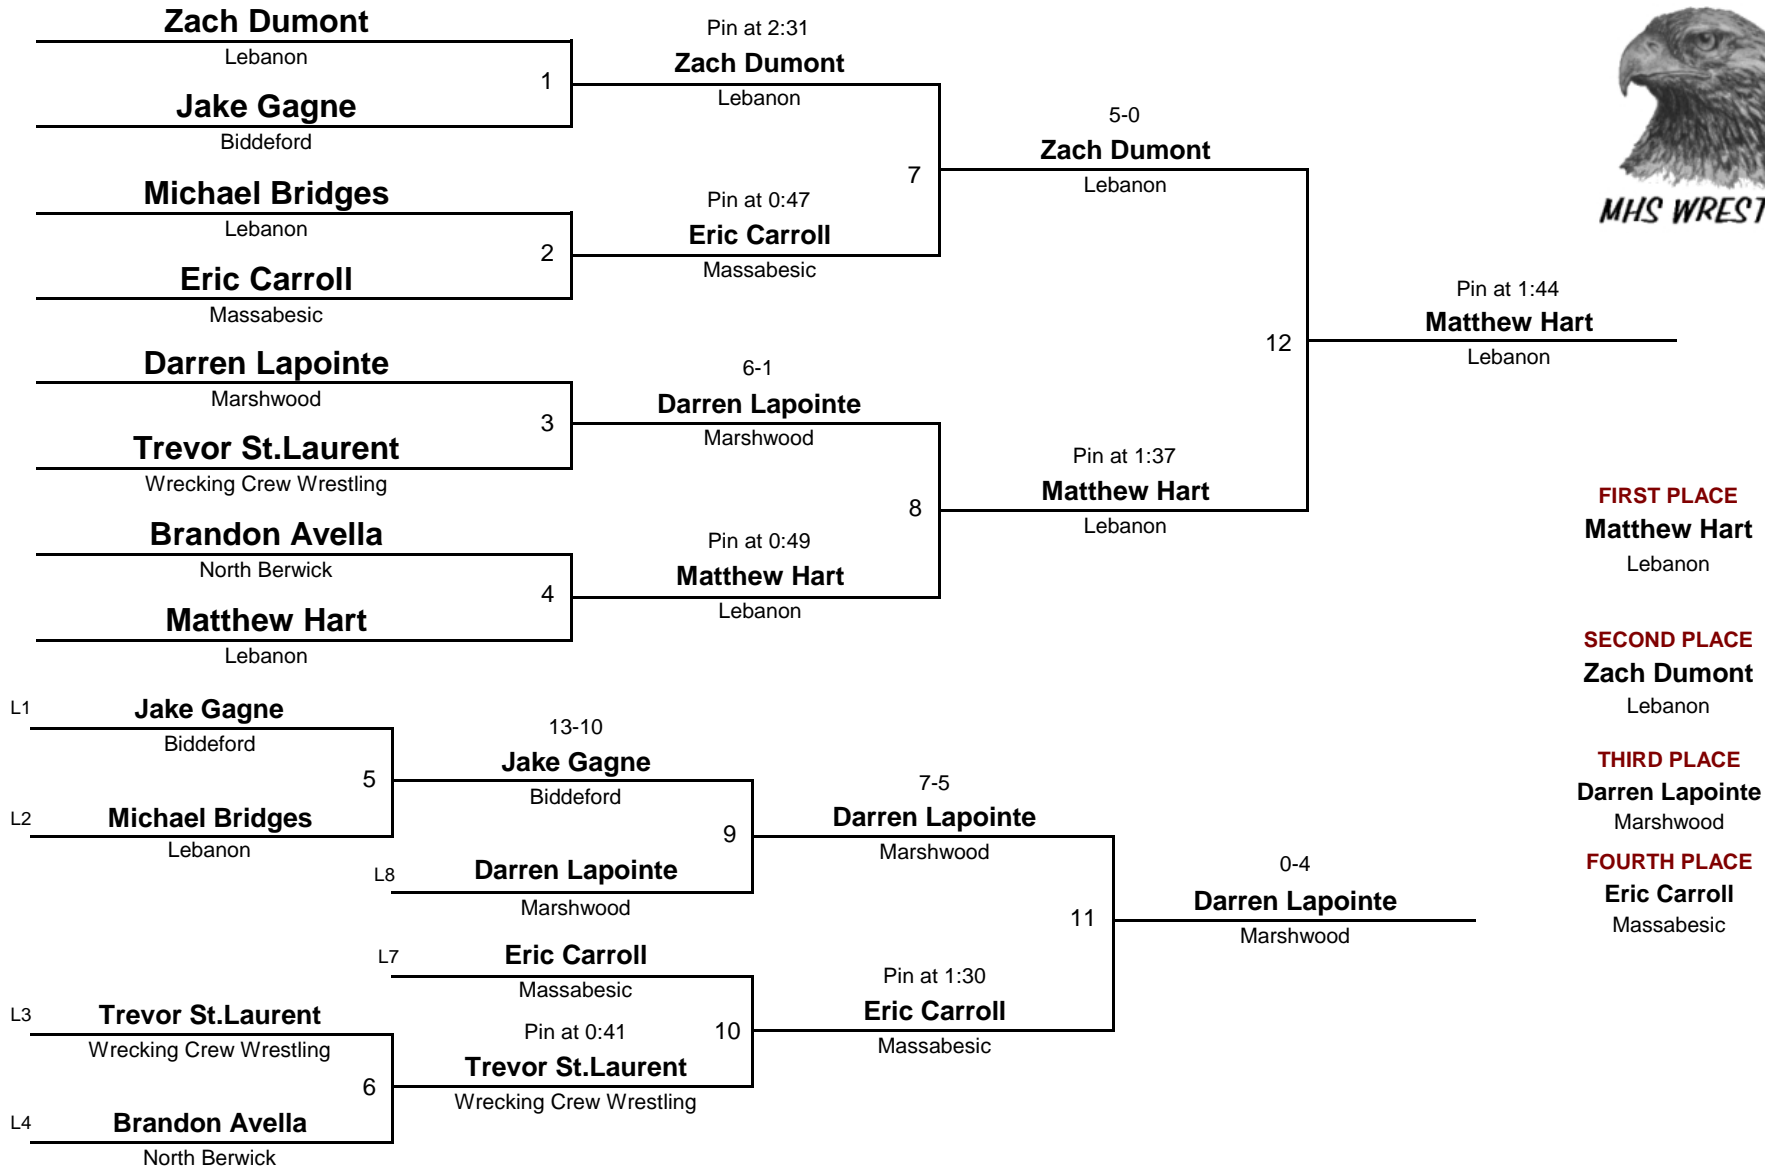 Zach Dumont
Lebanon
1
Jake Gagne
Biddeford
Michael Bridges
Lebanon
2
Eric Carroll
Massabesic
Darren Lapointe
Marshwood
3
Trevor St.Laurent
Wrecking Crew Wrestling
Brandon Avella
North Berwick
4
Matthew Hart
Lebanon
Pin at 2:31
Zach Dumont
Lebanon
7
Pin at 0:47
Eric Carroll
Massabesic
6-1
Darren Lapointe
Marshwood
8
Pin at 0:49
Matthew Hart
Lebanon
5-0
Zach Dumont
Lebanon
12
Pin at 1:37
Matthew Hart
Lebanon
Pin at 1:44
Matthew Hart
Lebanon
MHS WREST
FIRST PLACE
Matthew Hart
Lebanon
SECOND PLACE
Zach Dumont
Lebanon
THIRD PLACE
Darren Lapointe
Marshwood
FOURTH PLACE
Eric Carroll
Massabesic
L1 Jake Gagne
Biddeford
5
L2 Michael Bridges
Lebanon
13-10
Jake Gagne
Biddeford
9
L8 Darren Lapointe
Marshwood
L7 Eric Carroll
Massabesic
10
Pin at 0:41
Trevor St.Laurent
Wrecking Crew Wrestling
L3 Trevor St.Laurent
Wrecking Crew Wrestling
6
L4 Brandon Avella
North Berwick
7-5
Darren Lapointe
Marshwood
11
Pin at 1:30
Eric Carroll
Massabesic
0-4
Darren Lapointe
Marshwood